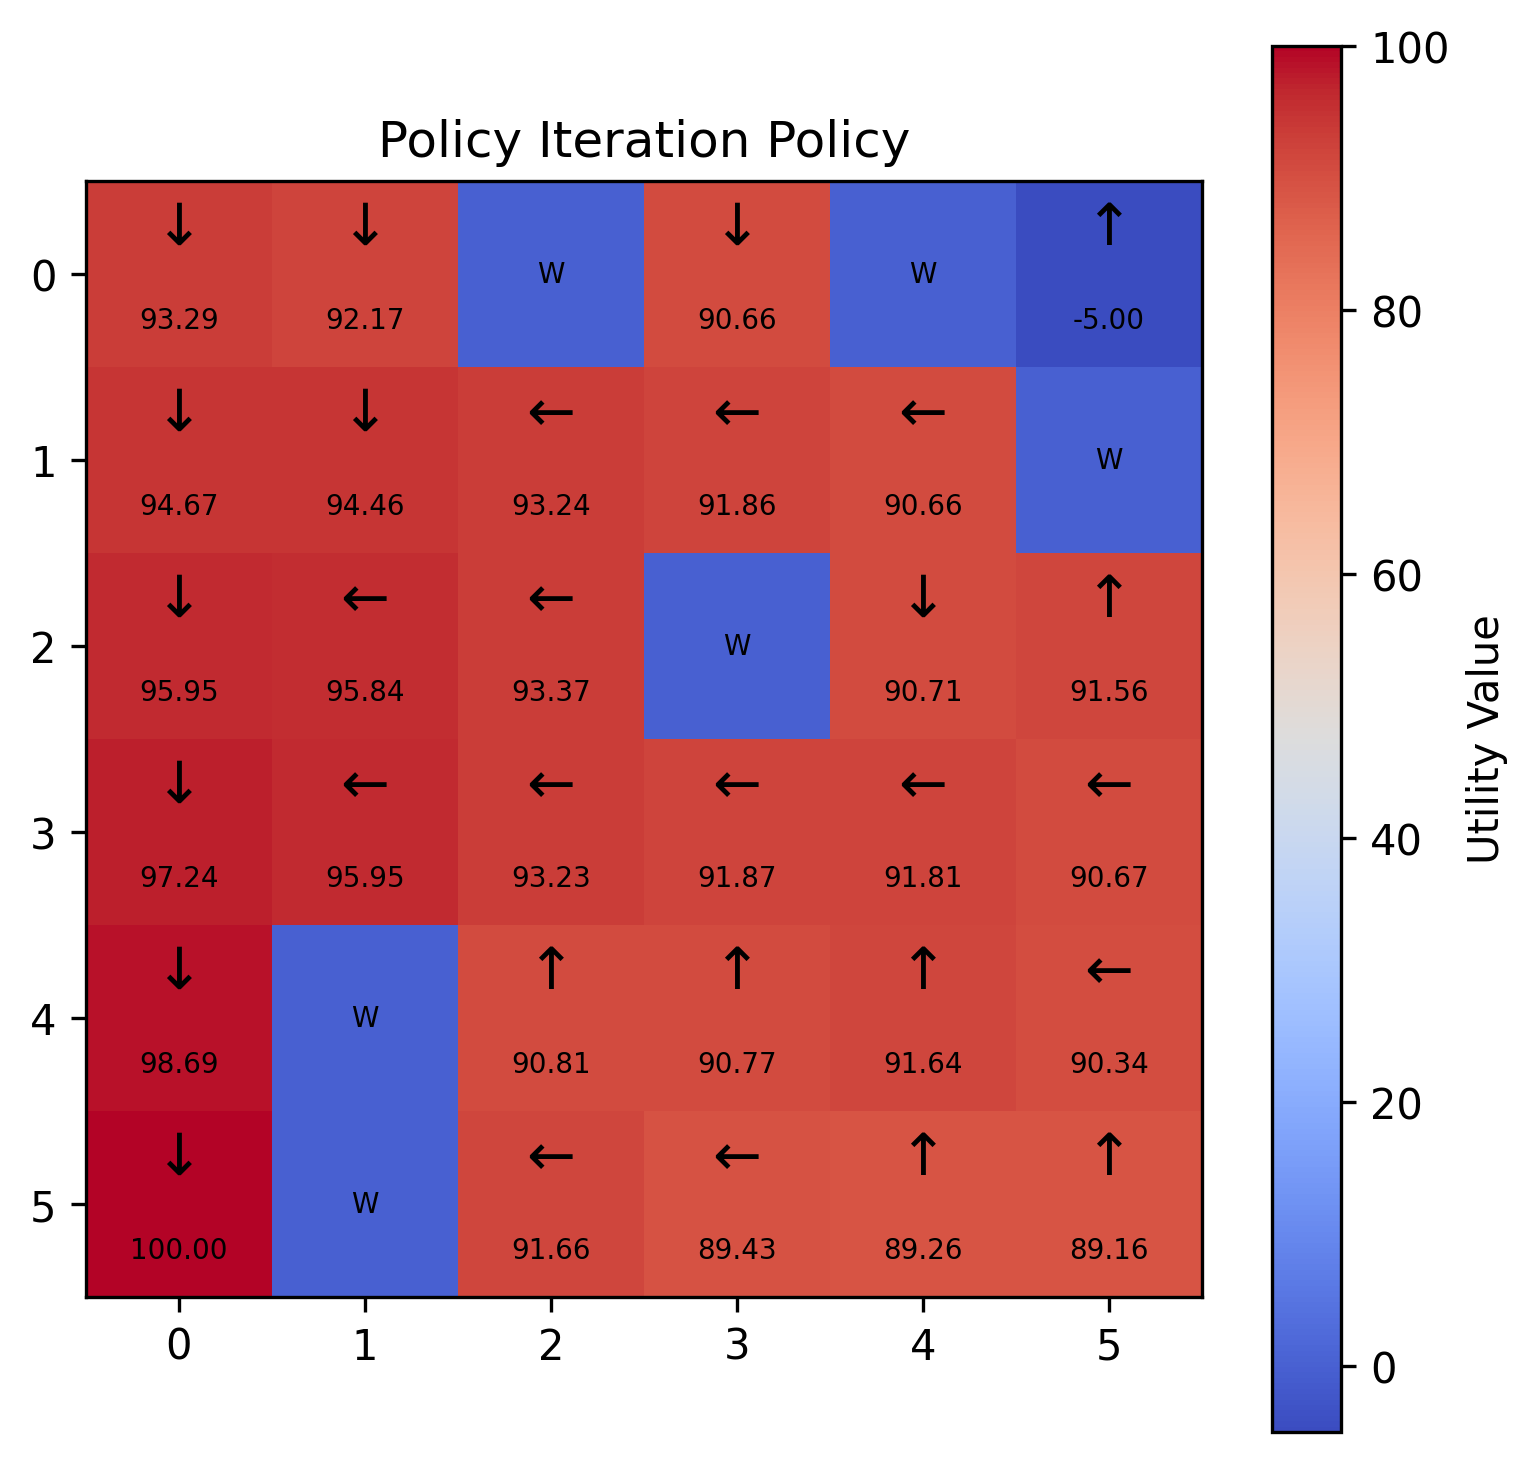 Policy Iteration Policy
0 ↓ ↓ W ↓ W ↑
93.29 92.17 90.66 -5.00
1 ↓ ↓ ← ← ← W
94.67 94.46 93.24 91.86 90.66
2 ↓ ← ← W ↓ ↑
95.95 95.84 93.37 90.71 91.56
3 ↓ ← ← ← ← ←
97.24 95.95 93.23 91.87 91.81 90.67
4 ↓ W ↑ ↑ ↑ ←
98.69 90.81 90.77 91.64 90.34
5 ↓ W ← ← ↑ ↑
100.00 91.66 89.43 89.26 89.16
0 1 2 3 4 5
100
80
60
40
20
0
Utility Value